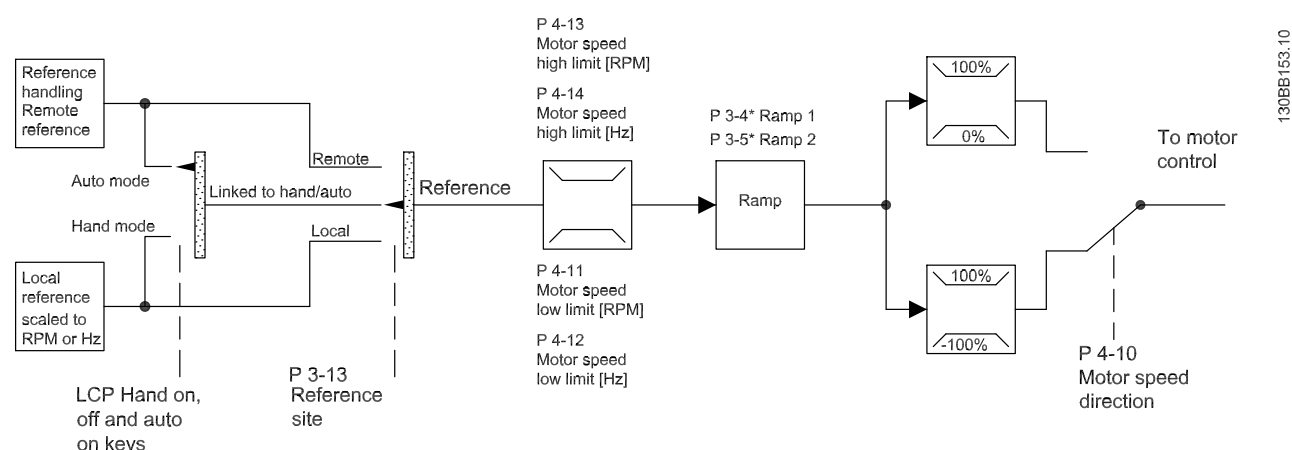 Reference
handling
Remote
reference
Auto mode
Hand mode
Local
reference
scaled to
RPM or Hz
LCP Hand on,
off and auto
on keys
Linked to hand/auto
Remote
Local
P 3-13
Reference
site
Reference
P 4-13
Motor speed
high limit [RPM]
P 4-14
Motor speed
high limit [Hz]
P 4-11
Motor speed
low limit [RPM]
P 4-12
Motor speed
low limit [Hz]
P 3-4* Ramp 1
P 3-5* Ramp 2
Ramp
100%
0%
100%
-100%
To motor
control
P 4-10
Motor speed
direction
130BB153.10